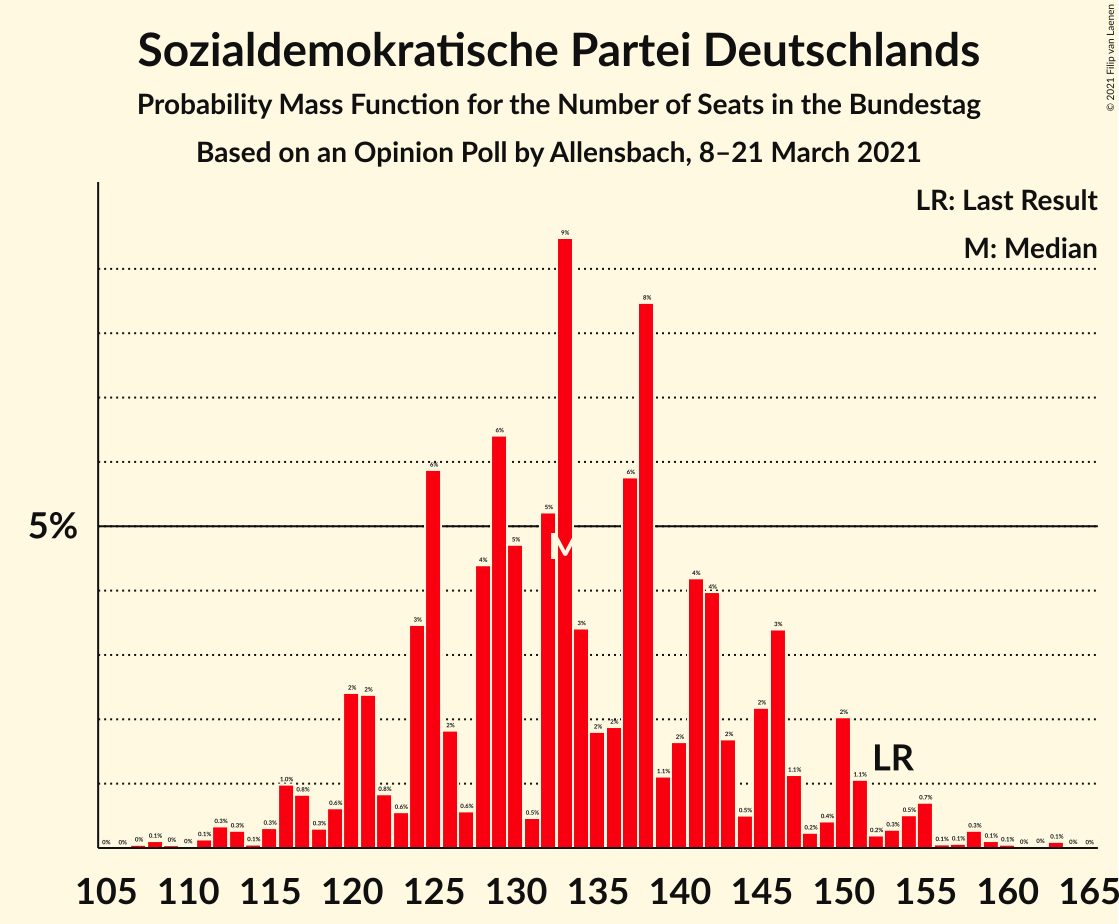 Sozialdemokratische Partei Deutschlands
Probability Mass Function for the Number of Seats in the Bundestag
Based on an Opinion Poll by Allensbach, 8–21 March 2021
© 2021 Filip van Laenen
LR: Last Result
M: Median
5%
0% 0% 0% 0.1% 0% 0% 0.1% 0.3% 0.3% 0.1% 0.3% 1.0% 0.8% 0.3% 0.6% 2% 2% 0.8% 0.6% 3% 6% 2% 0.6% 4% 6% 5% 0.5% 5% 9% 3% 2% 2% 6% 8% 1.1% 2% 4% 4% 2% 0.5% 2% 3% 1.1% 0.2% 0.4% 2% 1.1% 0.2% 0.3% 0.5% 0.7% 0.1% 0.1% 0.3% 0.1% 0.1% 0% 0% 0.1% 0% 0%
M
LR
105 110 115 120 125 130 135 140 145 150 155 160 165